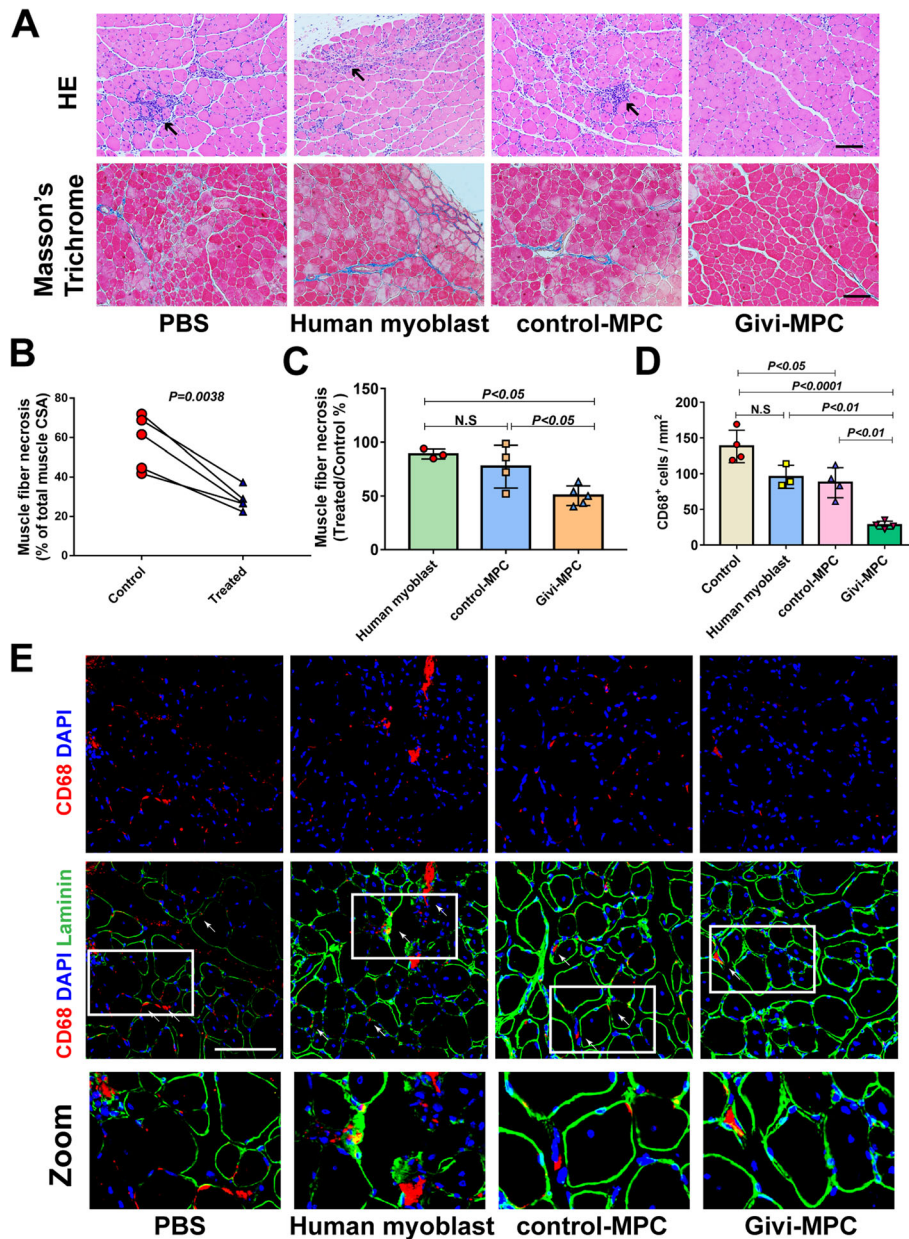 A
HE
Masson's
Trichrome
PBS
Human myoblast
control-MPC
Givi-MPC
B
Muscle fiber necrosis
(% of total muscle CSA)
80
60
40
20
0
P=0.0038
Control
Treated
C
Muscle fiber necrosis
(Treated/Control %)
150
100
50
0
P<0.05
N.S
P<0.05
Human myoblast
control-MPC
Givi-MPC
D
CD68+ cells / mm2
200
150
100
50
0
P<0.05
P<0.0001
N.S
P<0.01
P<0.01
Control
Human myoblast
control-MPC
Givi-MPC
E
CD68 DAPI
CD68 DAPI Laminin
Zoom
PBS
Human myoblast
control-MPC
Givi-MPC